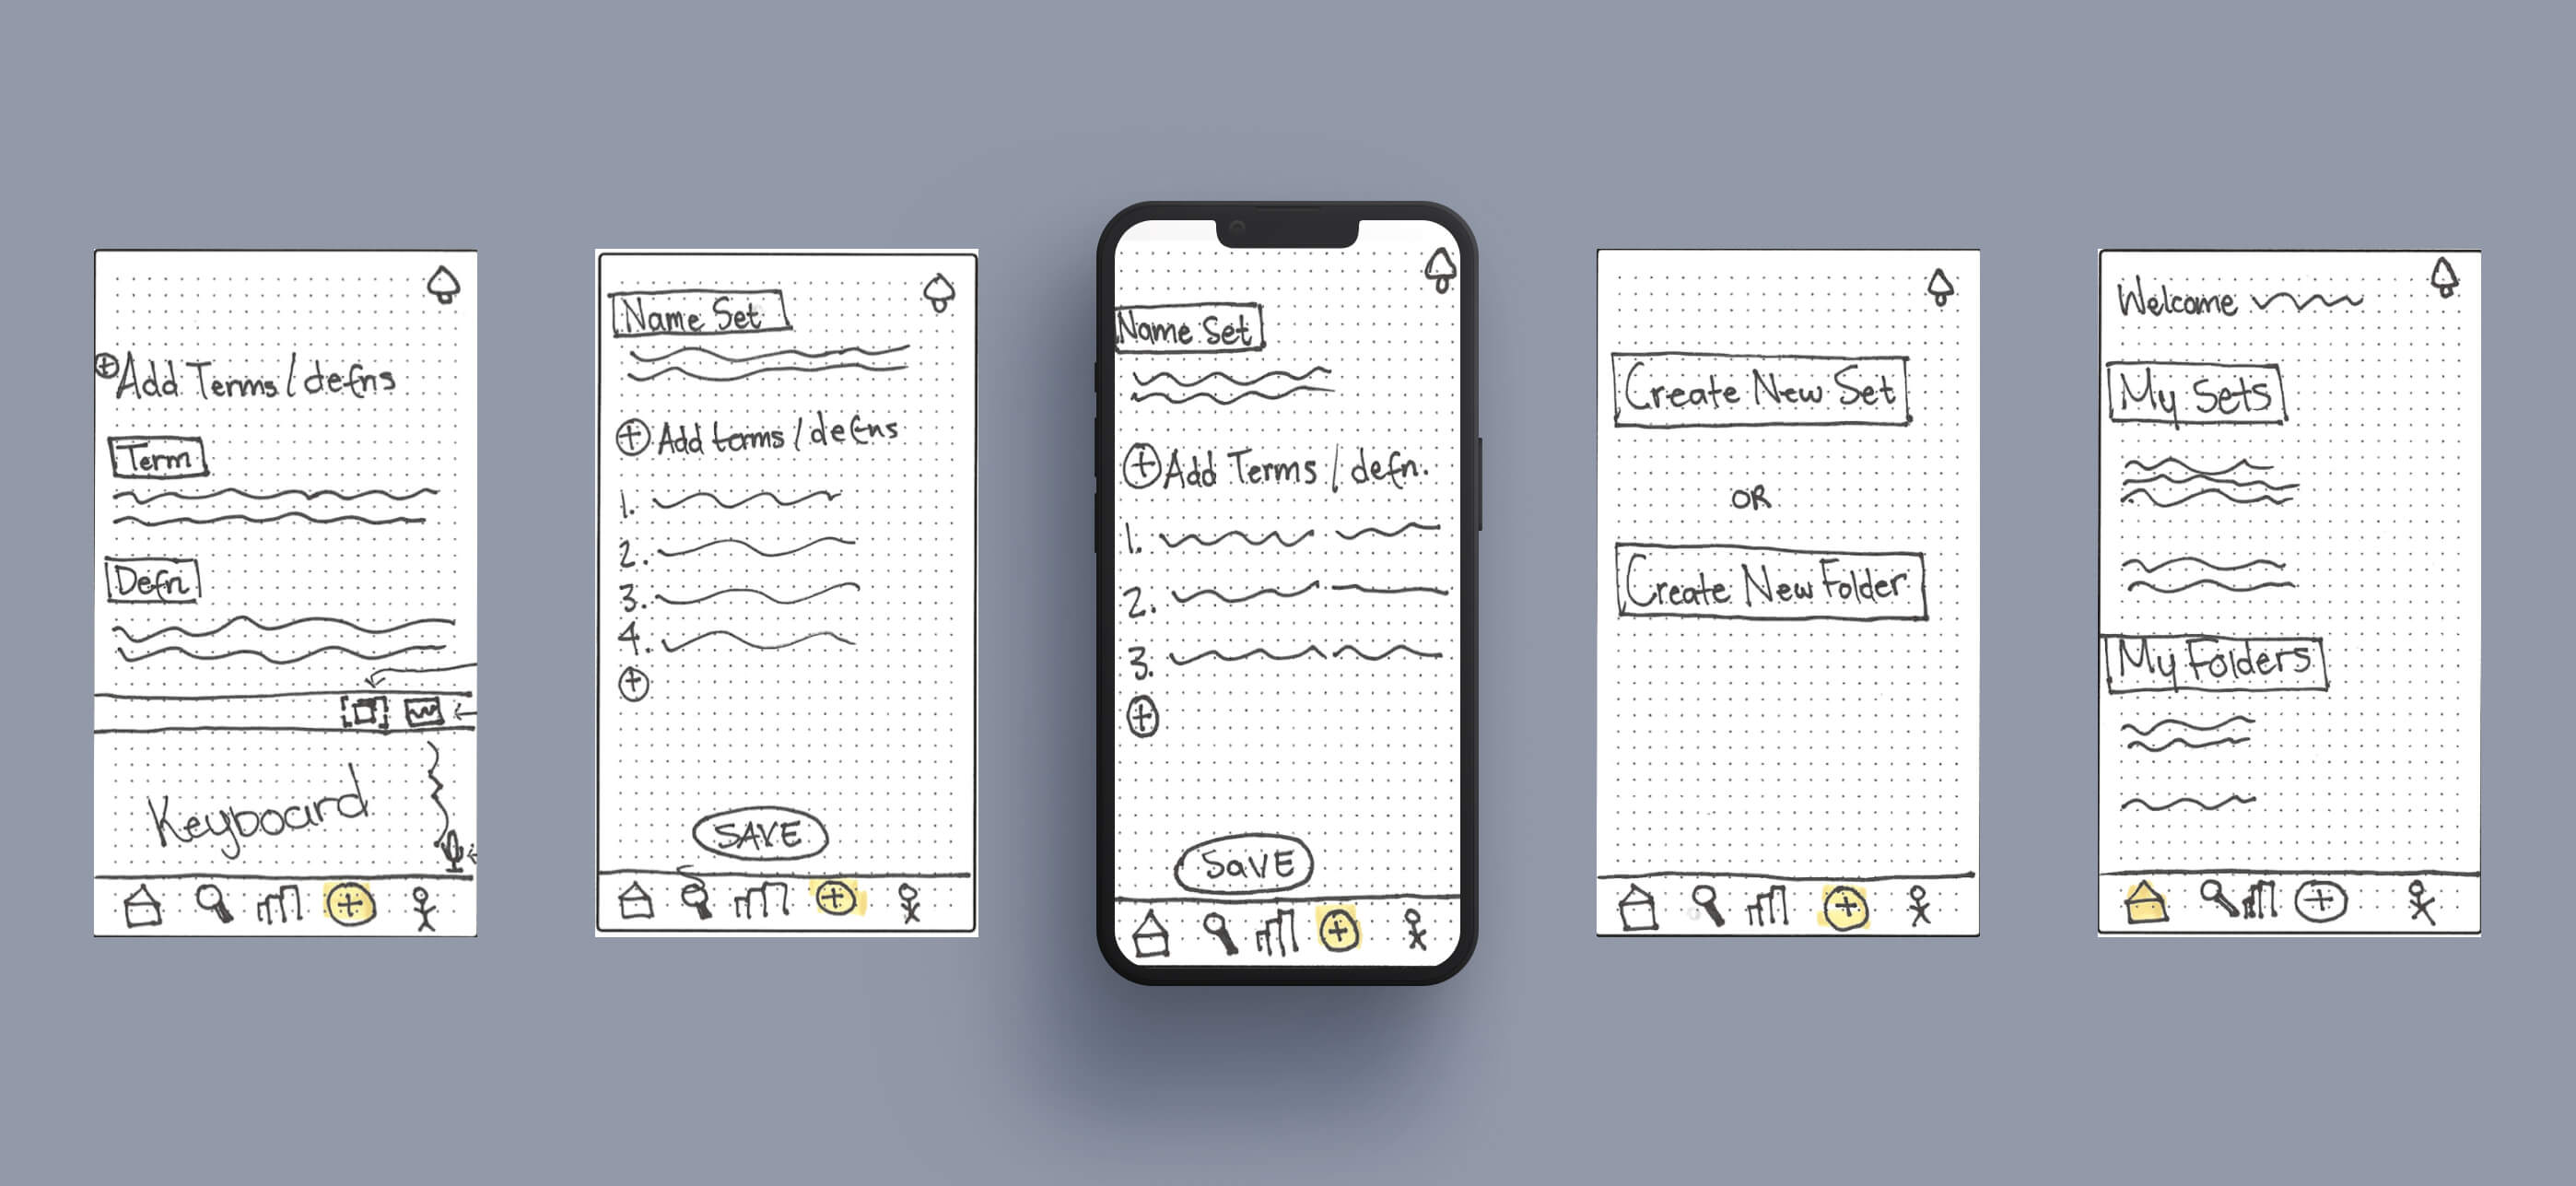 Add Terms / defns
Term
Defn
Keyboard
Name Set
Add terms / defns
1.
2.
3.
4.
SAVE
Name Set
Add Terms / defn.
1.
2.
3.
SaVE
Create New Set
OR
Create New Folder
Welcome
My Sets
My Folders